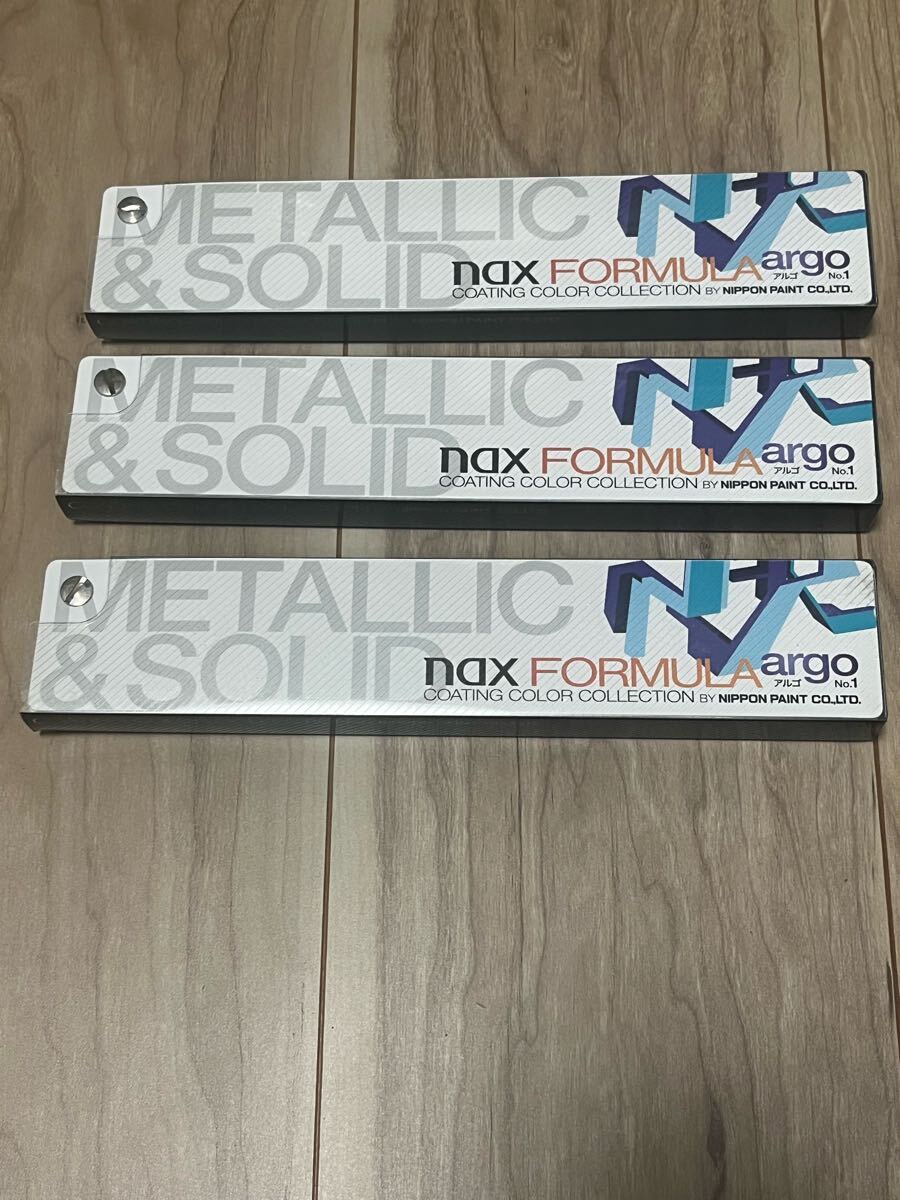 METALLIC
& SOLID
nax FORMULA argo
アルゴ No.1
COATING COLOR COLLECTION BY NIPPON PAINT CO.,LTD.
METALLIC
& SOLID
nax FORMULA argo
アルゴ No.1
COATING COLOR COLLECTION BY NIPPON PAINT CO.,LTD.
METALLIC
& SOLID
nax FORMULA argo
アルゴ No.1
COATING COLOR COLLECTION BY NIPPON PAINT CO.,LTD.